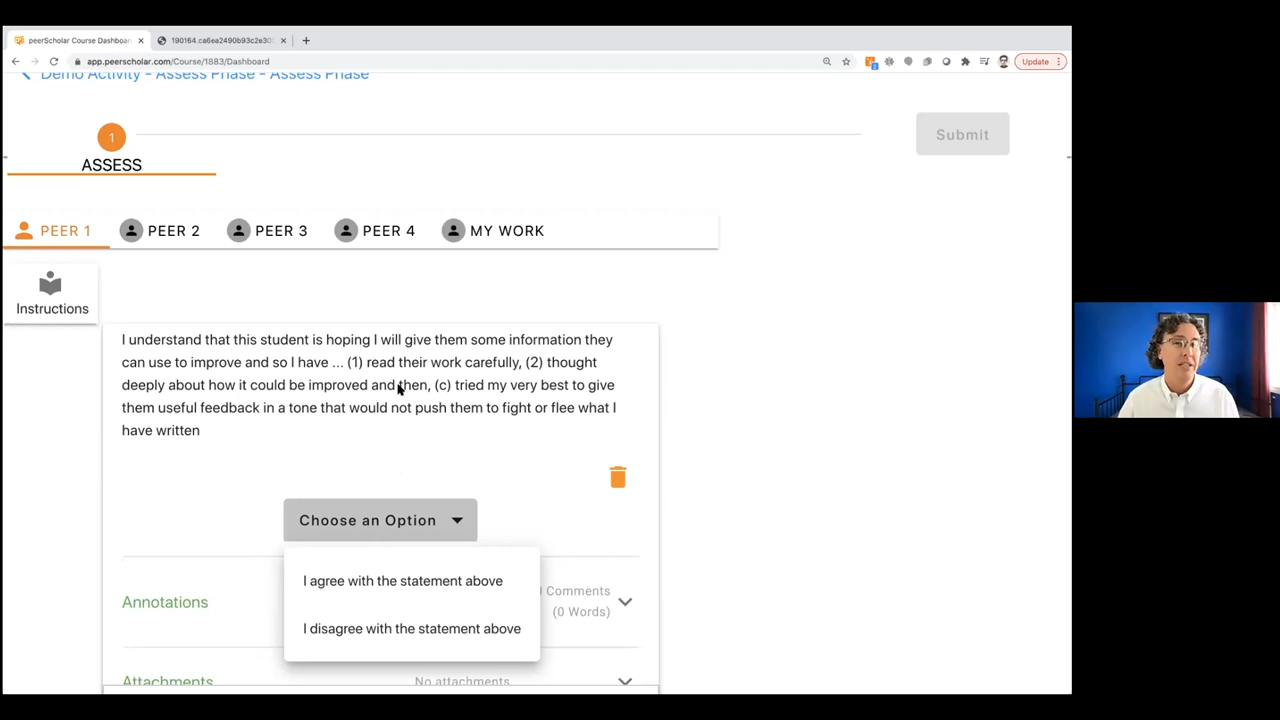 peerScholar Course Dashboar
190164.ca6ea2490b93c2e30
app.peerscholar.com/Course/1883/Dashboard
Update
Demo Activity - Assess Phase - Assess Phase
1
Submit
ASSESS
PEER 1
PEER 2
PEER 3
PEER 4
MY WORK
Instructions
I understand that this student is hoping I will give them some information they
can use to improve and so I have ... (1) read their work carefully, (2) thought
deeply about how it could be improved and then, (c) tried my very best to give
them useful feedback in a tone that would not push them to fight or flee what I
have written
Choose an Option
I agree with the statement above
Comments
Annotations
(0 Words)
I disagree with the statement above
Attachments
No attachments